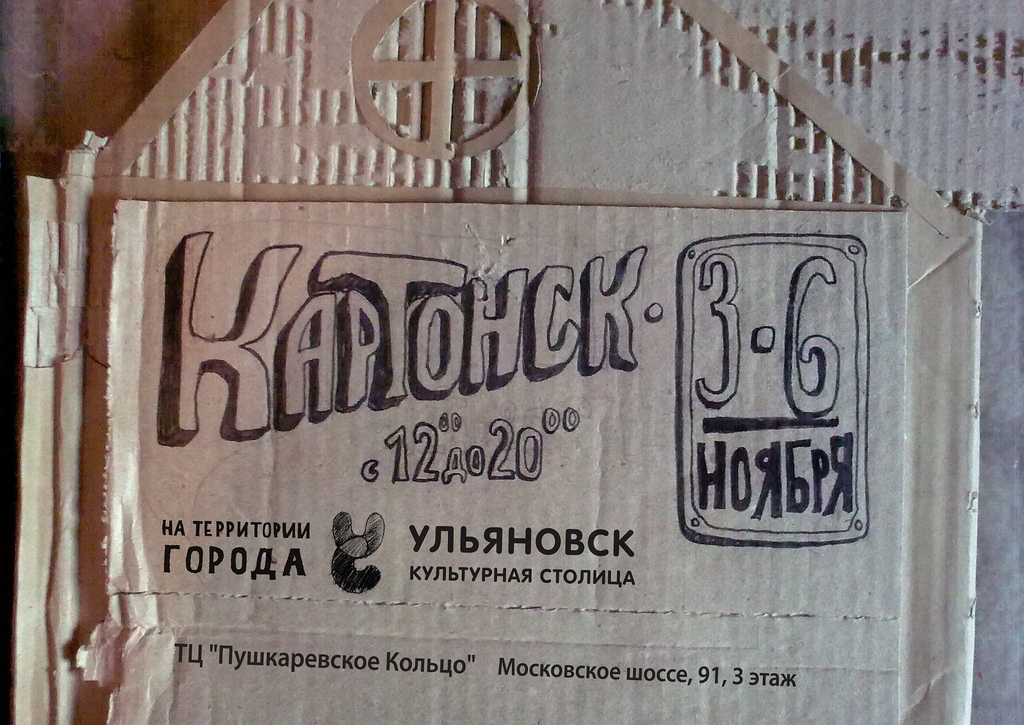 КАРТОНСК·
3-6
НОЯБРЯ
с 12⁰⁰ до 20⁰⁰
НА ТЕРРИТОРИИ
ГОРОДА
УЛЬЯНОВСК
КУЛЬТУРНАЯ СТОЛИЦА
ТЦ "Пушкаревское Кольцо" Московское шоссе, 91, 3 этаж